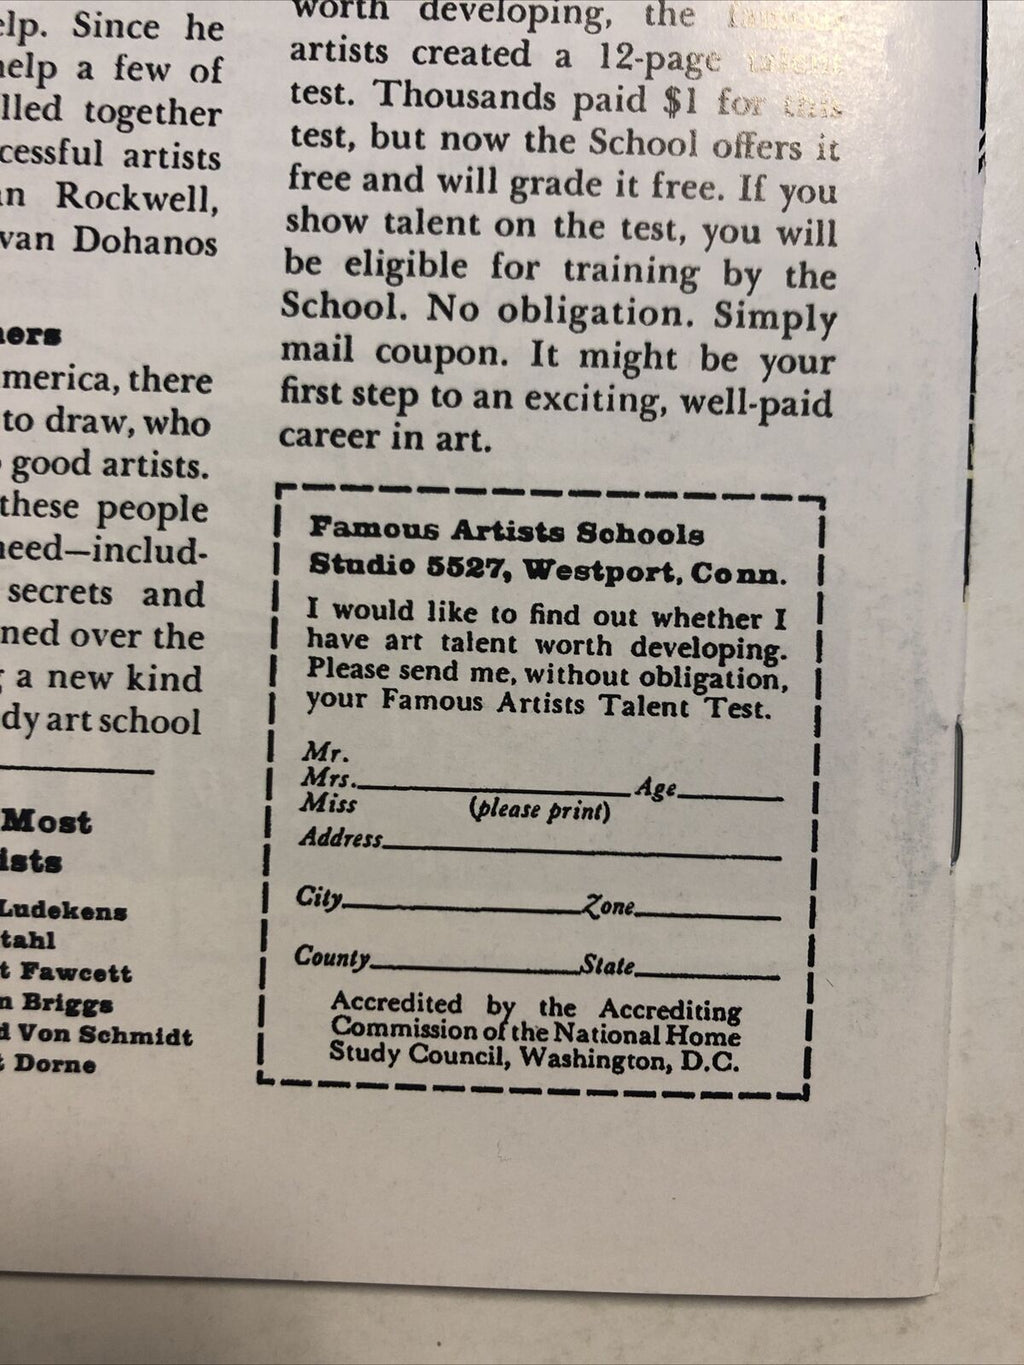 elp. Since he
help a few of
lled together
cessful artists
n Rockwell,
van Dohanos
ners
merica, there
to draw, who
good artists.
these people
need—includ-
secrets and
ned over the
g a new kind
dy art school
Most
ists
Ludekens
tahl
t Fawcett
n Briggs
d Von Schmidt
t Dorne
worth developing, the famous
artists created a 12-page talent
test. Thousands paid $1 for this
test, but now the School offers it
free and will grade it free. If you
show talent on the test, you will
be eligible for training by the
School. No obligation. Simply
mail coupon. It might be your
first step to an exciting, well-paid
career in art.
Famous Artists Schools
Studio 5527, Westport, Conn.
I would like to find out whether I
have art talent worth developing.
Please send me, without obligation,
your Famous Artists Talent Test.
Mr.
Mrs. Age
Miss (please print)
Address
City Zone
County State
Accredited by the Accrediting
Commission of the National Home
Study Council, Washington, D.C.